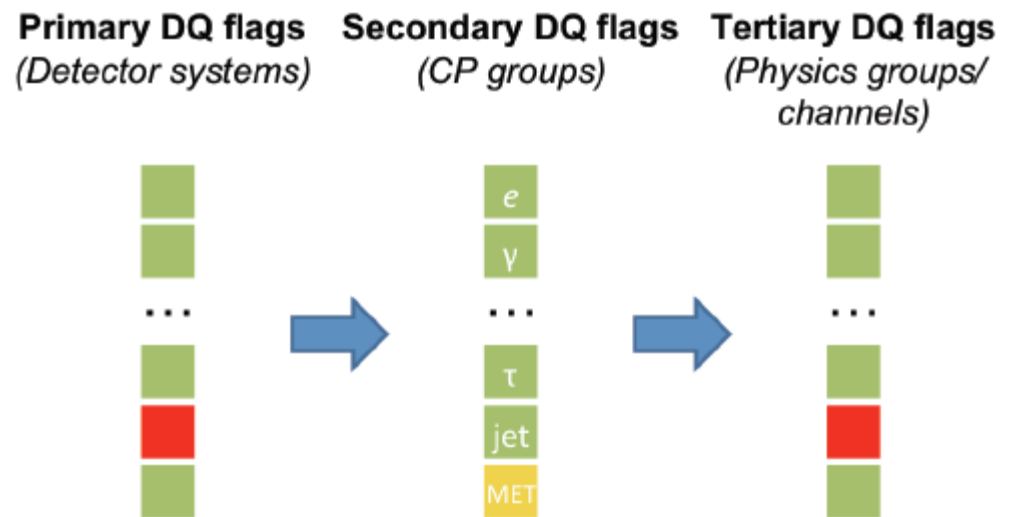 Primary DQ flags
(Detector systems)
Secondary DQ flags
(CP groups)
Tertiary DQ flags
(Physics groups/
channels)
...
e
γ
...
τ
jet
MET
...